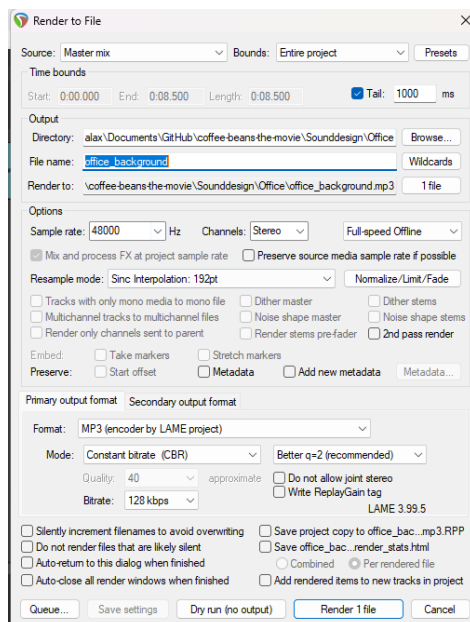 Render to File
Source: Master mix Bounds: Entire project Presets
Time bounds
Start: 0:00.000 End: 0:08.500 Length: 0:08.500 Tail: 1000 ms
Output
Directory: alax\Documents\GitHub\coffee-beans-the-movie\Sounddesign\Office Browse...
File name: office_background Wildcards
Render to: \coffee-beans-the-movie\Sounddesign\Office\office_background.mp3 1 file
Options
Sample rate: 48000 Hz Channels: Stereo Full-speed Offline
Mix and process FX at project sample rate Preserve source media sample rate if possible
Resample mode: Sinc Interpolation: 192pt Normalize/Limit/Fade
Tracks with only mono media to mono file Dither master Dither stems
Multichannel tracks to multichannel files Noise shape master Noise shape stems
Render only channels sent to parent Render stems pre-fader 2nd pass render
Embed: Take markers Stretch markers
Preserve: Start offset Metadata Add new metadata Metadata...
Primary output format Secondary output format
Format: MP3 (encoder by LAME project)
Mode: Constant bitrate (CBR) Better q=2 (recommended)
Quality: 40 approximate Do not allow joint stereo
Write ReplayGain tag
Bitrate: 128 kbps
LAME 3.99.5
Silently increment filenames to avoid overwriting Save project copy to office_bac...mp3.RPP
Do not render files that are likely silent Save office_bac...render_stats.html
Auto-return to this dialog when finished Combined Per rendered file
Auto-close all render windows when finished Add rendered items to new tracks in project
Queue... Save settings Dry run (no output) Render 1 file Cancel